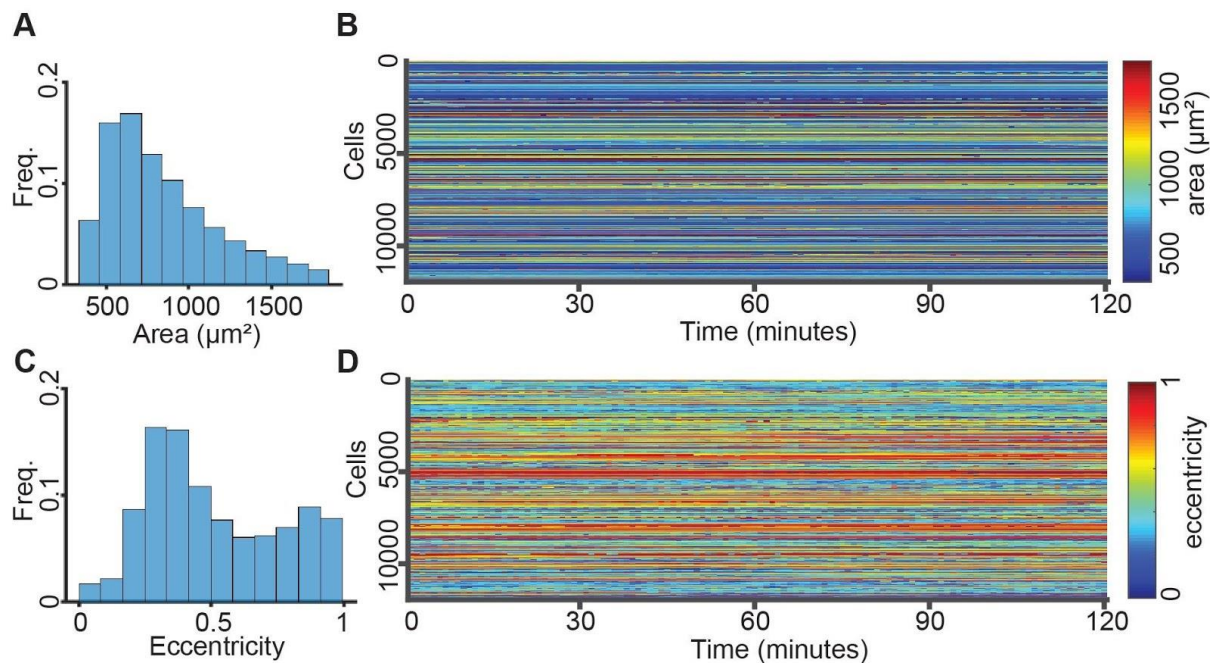 A
Freq.
0
0.1
0.2
500
1000
1500
Area (µm²)
B
Cells
0
5000
10000
0
30
60
90
120
Time (minutes)
500
1000
1500
area (µm²)
C
Freq.
0
0.1
0.2
0
0.5
1
Eccentricity
D
Cells
0
5000
10000
0
30
60
90
120
Time (minutes)
0
1
eccentricity